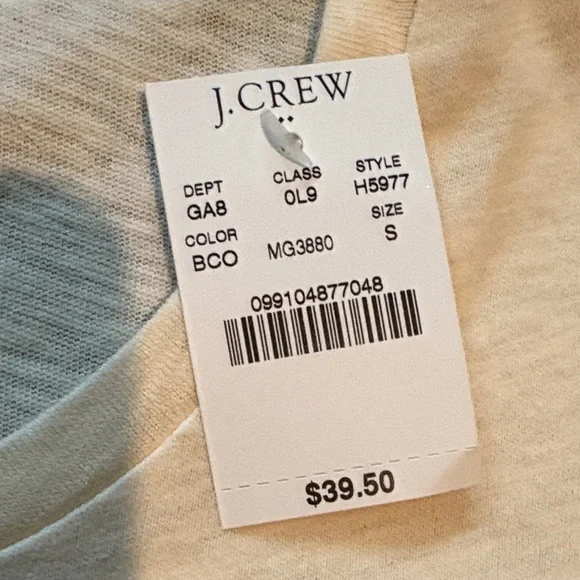 J.CREW
DEPT CLASS STYLE
GA8 0L9 H5977
COLOR MG3880 SIZE
BCO S
099104877048
$39.50